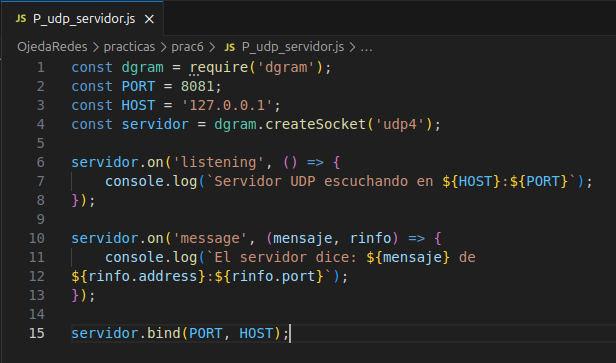 JS P_udp_servidor.js ×
OjedaRedes > practicas > prac6 > JS P_udp_servidor.js > ...
1 const dgram = require('dgram');
2 const PORT = 8081;
3 const HOST = '127.0.0.1';
4 const servidor = dgram.createSocket('udp4');
5
6 servidor.on('listening', () => {
7     console.log(`Servidor UDP escuchando en ${HOST}:${PORT}`);
8 });
9
10 servidor.on('message', (mensaje, rinfo) => {
11     console.log(`El servidor dice: ${mensaje} de
12 ${rinfo.address}:${rinfo.port}`);
13 });
14
15 servidor.bind(PORT, HOST);